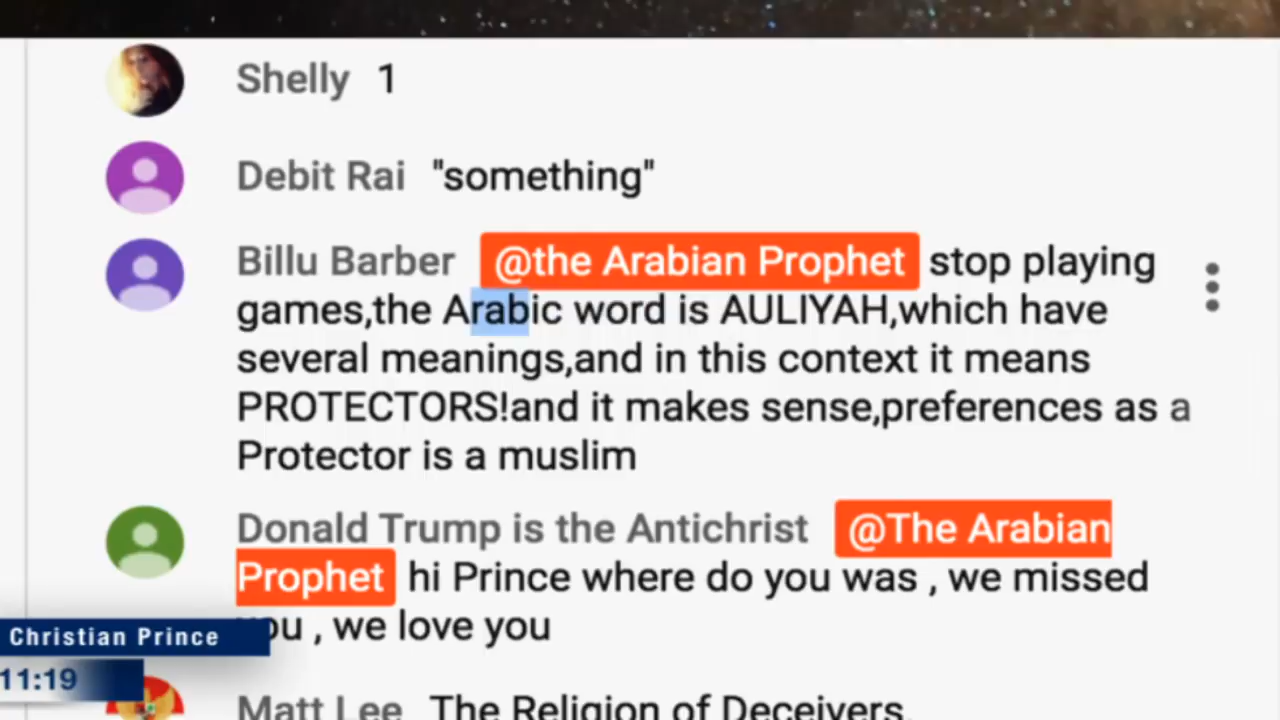 Shelly 1
Debit Rai "something"
Billu Barber @the Arabian Prophet stop playing
games,the Arabic word is AULIYAH,which have
several meanings,and in this context it means
PROTECTORS!and it makes sense,preferences as a
Protector is a muslim
Donald Trump is the Antichrist @The Arabian
Prophet hi Prince where do you was , we missed
you , we love you
Christian Prince
11:19
Matt Lee The Religion of Deceivers.